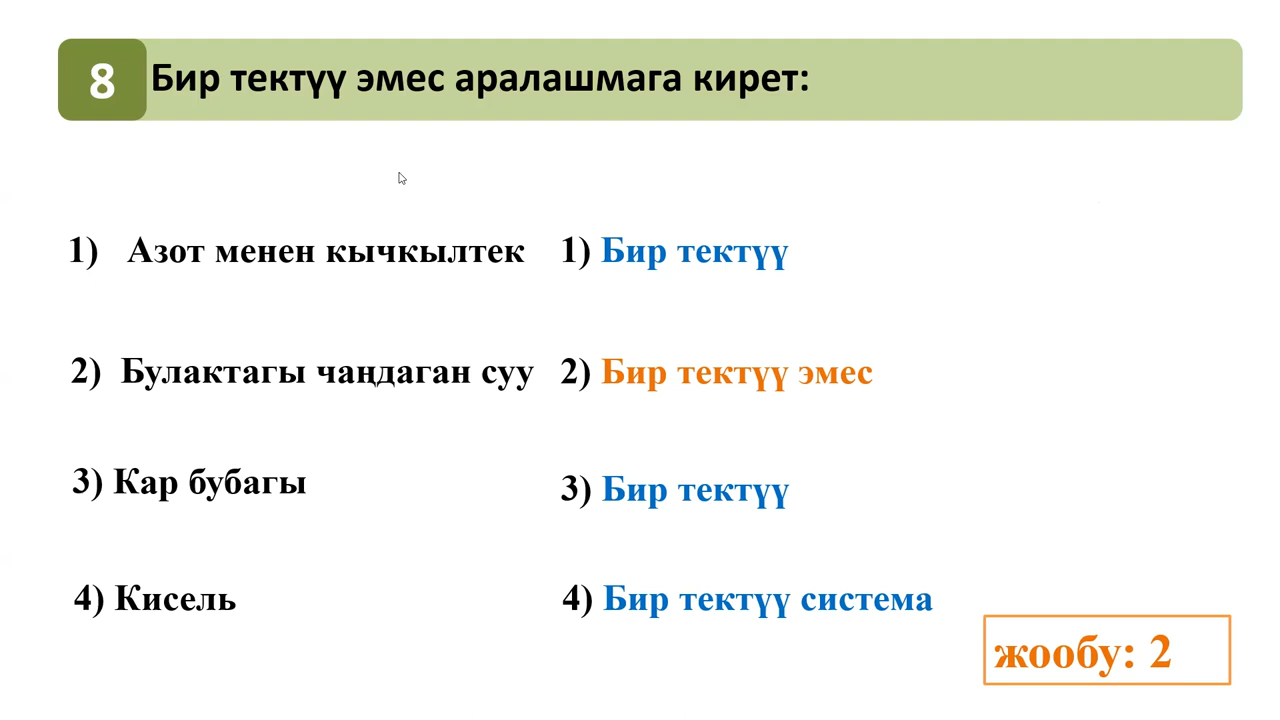 8 Бир тектүү эмес аралашмага кирет:
1) Азот менен кычкылтек 1) Бир тектүү
2) Булактагы чаңдаган суу 2) Бир тектүү эмес
3) Кар бубагы 3) Бир тектүү
4) Кисель 4) Бир тектүү система
жообу: 2